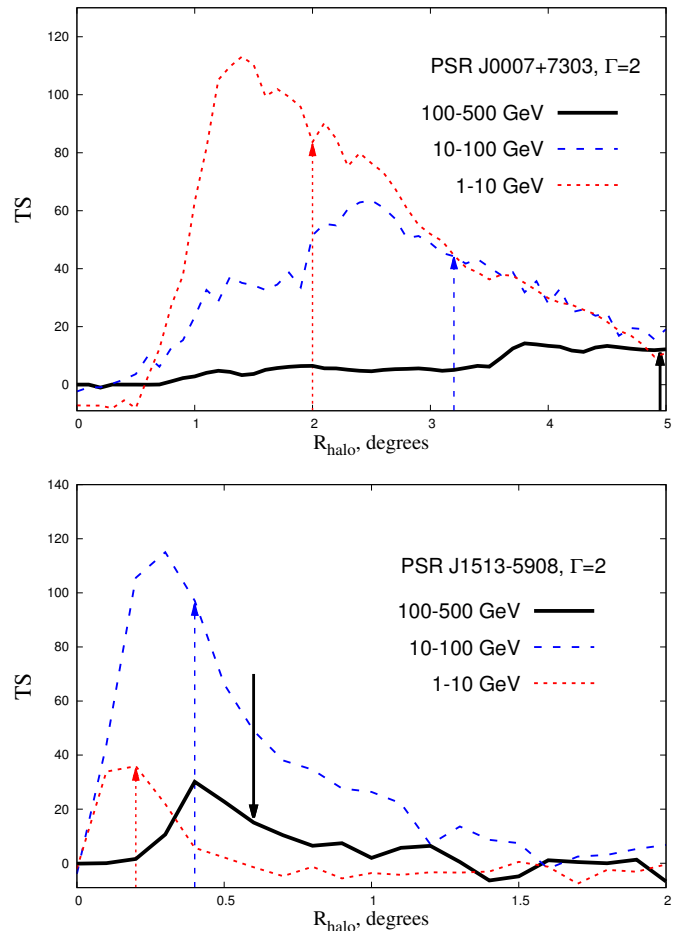 120
100
80
60
40
20
0
TS
PSR J0007+7303, Γ=2
100-500 GeV
10-100 GeV
1-10 GeV
0 1 2 3 4 5
R_halo, degrees
140
120
100
80
60
40
20
0
TS
PSR J1513-5908, Γ=2
100-500 GeV
10-100 GeV
1-10 GeV
0 0.5 1 1.5 2
R_halo, degrees